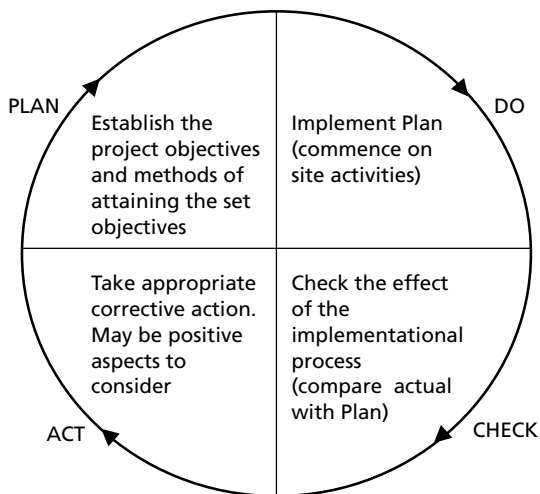 PLAN
Establish the
project objectives
and methods of
attaining the set
objectives
DO
Implement Plan
(commence on
site activities)
CHECK
Check the effect
of the
implementational
process
(compare actual
with Plan)
ACT
Take appropriate
corrective action.
May be positive
aspects to
consider